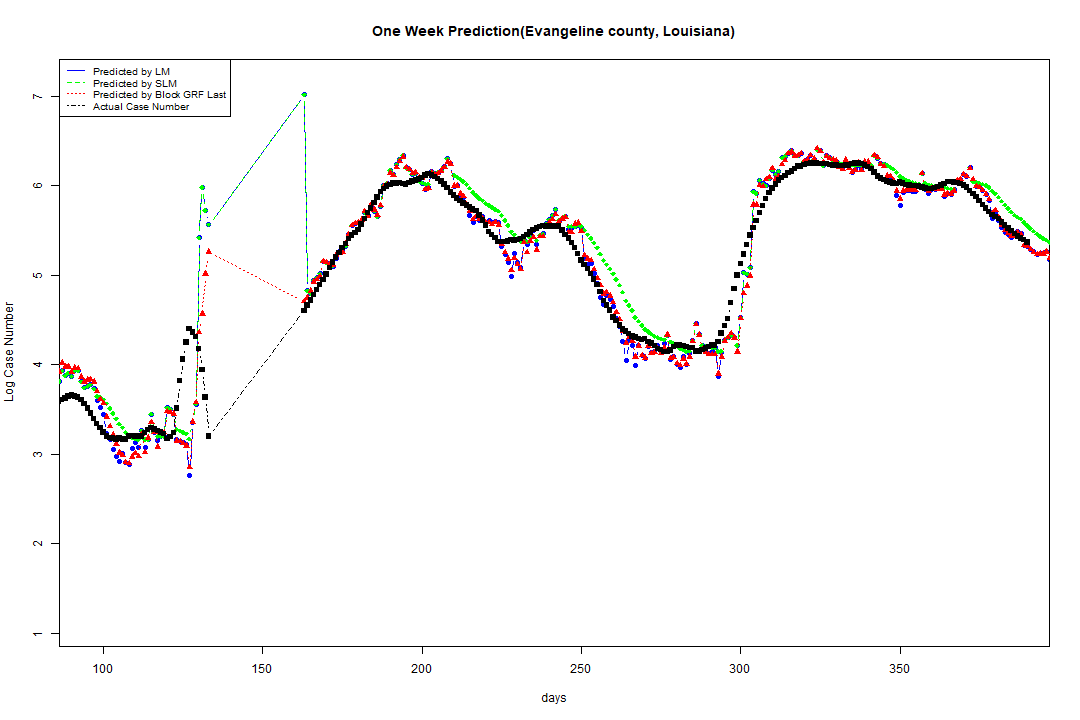 One Week Prediction(Evangeline county, Louisiana)
Predicted by LM
Predicted by SLM
Predicted by Block GRF Last
Actual Case Number
7
6
5
4
3
2
1
Log Case Number
100 150 200 250 300 350
days